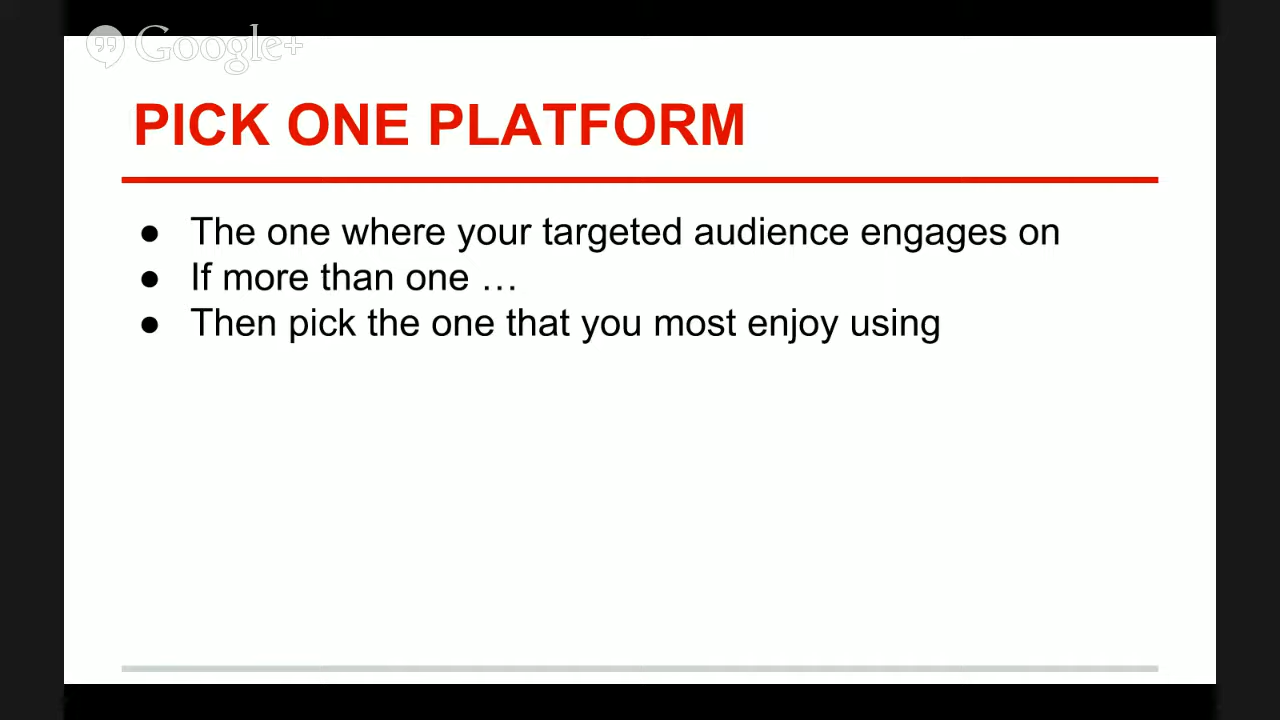 Google+
PICK ONE PLATFORM
● The one where your targeted audience engages on
● If more than one …
● Then pick the one that you most enjoy using